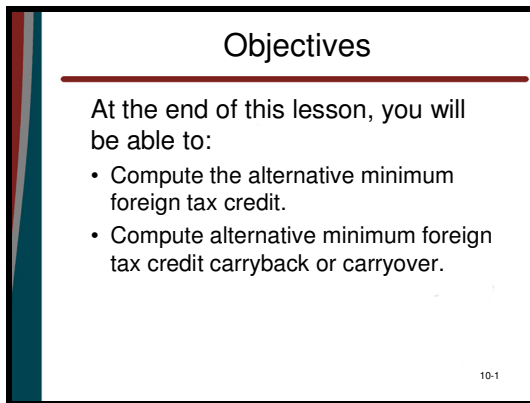 Objectives
At the end of this lesson, you will
be able to:
• Compute the alternative minimum
foreign tax credit.
• Compute alternative minimum foreign
tax credit carryback or carryover.
10-1